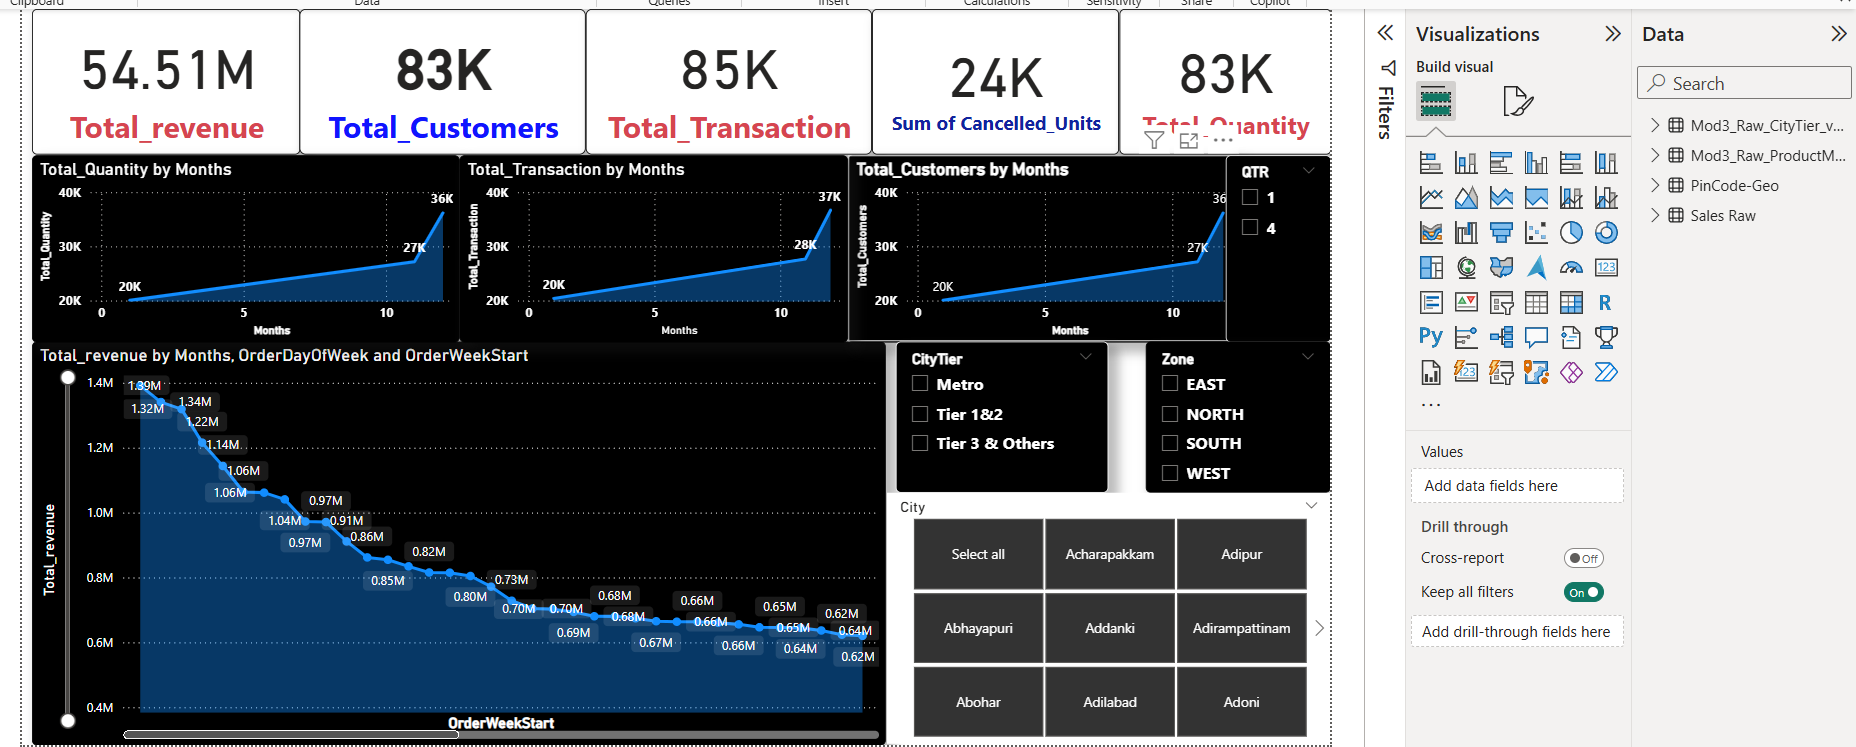 Clipboard
Data
Queries
Insert
Calculations
Sensitivity
Share
Copilot
54.51M
Total_revenue
83K
Total_Customers
85K
Total_Transaction
24K
Sum of Cancelled_Units
83K
Total_Quantity
Total_Quantity by Months
40K
30K
20K
Total_Quantity
20K
27K
36K
0
5
10
Months
Total_Transaction by Months
40K
30K
20K
Total_Transaction
20K
28K
37K
0
5
10
Months
Total_Customers by Months
40K
30K
20K
Total_Customers
20K
27K
36
0
5
10
Months
QTR
1
4
Total_revenue by Months, OrderDayOfWeek and OrderWeekStart
1.4M
1.2M
1.0M
0.8M
0.6M
0.4M
Total_revenue
1.39M
1.32M
1.34M
1.22M
1.14M
1.06M
1.06M
1.04M
0.97M
0.97M
0.91M
0.86M
0.85M
0.82M
0.80M
0.73M
0.70M
0.70M
0.69M
0.68M
0.68M
0.67M
0.66M
0.66M
0.66M
0.65M
0.65M
0.64M
0.62M
0.64M
0.62M
OrderWeekStart
CityTier
Metro
Tier 1&2
Tier 3 & Others
Zone
EAST
NORTH
SOUTH
WEST
City
Select all
Acharapakkam
Adipur
Abhayapuri
Addanki
Adirampattinam
Abohar
Adilabad
Adoni
Filters
Visualizations
Build visual
123
R
Py
123
...
Values
Add data fields here
Drill through
Cross-report
Off
Keep all filters
On
Add drill-through fields here
Data
Search
Mod3_Raw_CityTier_v...
Mod3_Raw_ProductM...
PinCode-Geo
Sales Raw